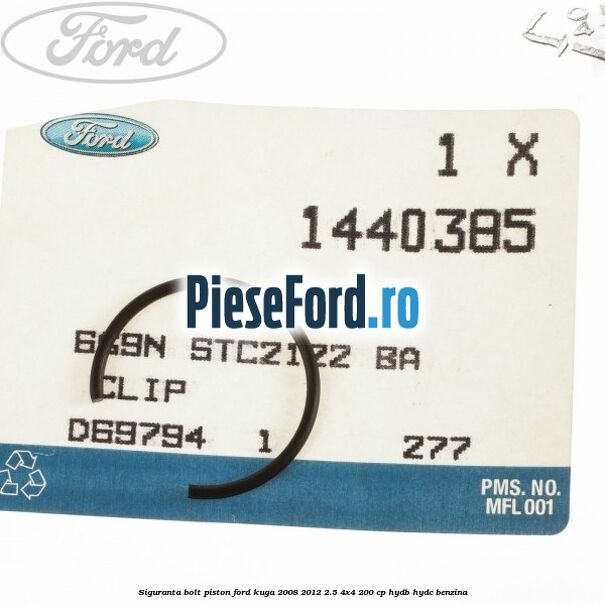 Ford
Ford
1 X
1440385
PieseFord.ro
6G9N STC2122 BA
CLIP
D69794 1 277
PMS. NO.
MFL 001
Siguranta bolt piston ford kuga 2008 2012 2.5 4x4 200 cp hydb hydc benzina